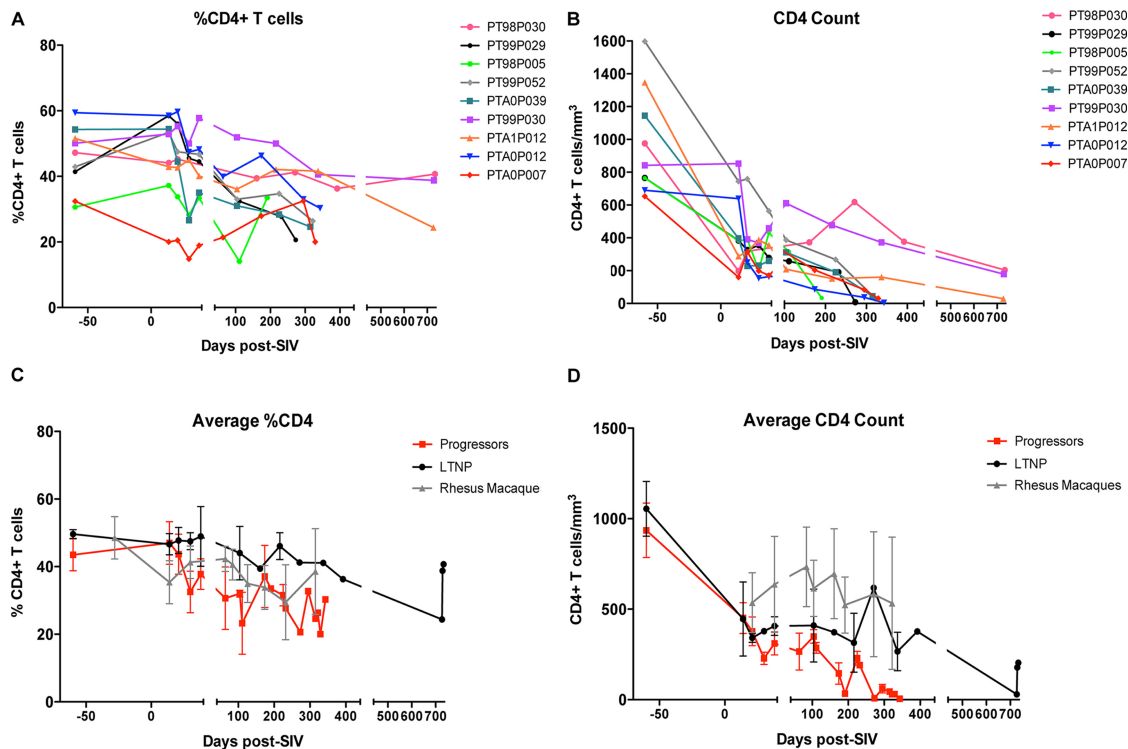 A
%CD4+ T cells
PT98P030
PT99P029
PT98P005
PT99P052
PTA0P039
PT99P030
PTA1P012
PTA0P012
PTA0P007
%CD4+ T cells
80
60
40
20
0
-50
0
100
200
300
400
500
600
700
Days post-SIV
B
CD4 Count
PT98P030
PT99P029
PT98P005
PT99P052
PTA0P039
PT99P030
PTA1P012
PTA0P012
PTA0P007
CD4+ T cells/mm³
1600
1400
1200
1000
800
600
400
200
0
-50
0
100
200
300
400
500
600
700
Days post-SIV
C
Average %CD4
Progressors
LTNP
Rhesus Macaque
% CD4+ T cells
80
60
40
20
0
-50
0
100
200
300
400
500
600
700
Days post-SIV
D
Average CD4 Count
Progressors
LTNP
Rhesus Macaques
CD4+ T cells/mm³
1500
1000
500
0
-50
0
100
200
300
400
500
600
700
Days post-SIV